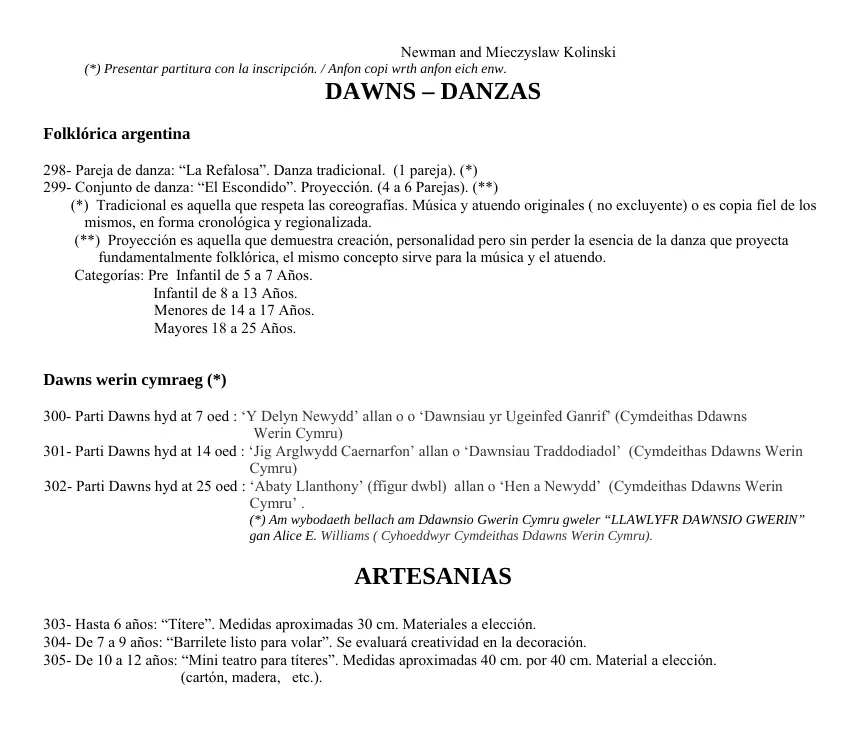 Newman and Mieczyslaw Kolinski
(*) Presentar partitura con la inscripción. / Anfon copi wrth anfon eich enw.
DAWNS – DANZAS
Folklórica argentina
298- Pareja de danza: “La Refalosa”. Danza tradicional.  (1 pareja). (*)
299- Conjunto de danza: “El Escondido”. Proyección. (4 a 6 Parejas). (**)
(*)  Tradicional es aquella que respeta las coreografías. Música y atuendo originales ( no excluyente) o es copia fiel de los
mismos, en forma cronológica y regionalizada.
(**)  Proyección es aquella que demuestra creación, personalidad pero sin perder la esencia de la danza que proyecta
fundamentalmente folklórica, el mismo concepto sirve para la música y el atuendo.
Categorías: Pre  Infantil de 5 a 7 Años.
Infantil de 8 a 13 Años.
Menores de 14 a 17 Años.
Mayores 18 a 25 Años.
Dawns werin cymraeg (*)
300- Parti Dawns hyd at 7 oed : ‘Y Delyn Newydd’ allan o o ‘Dawnsiau yr Ugeinfed Ganrif’ (Cymdeithas Ddawns
Werin Cymru)
301- Parti Dawns hyd at 14 oed : ‘Jig Arglwydd Caernarfon’ allan o ‘Dawnsiau Traddodiadol’  (Cymdeithas Ddawns Werin
Cymru)
302- Parti Dawns hyd at 25 oed : ‘Abaty Llanthony’ (ffigur dwbl)  allan o ‘Hen a Newydd’  (Cymdeithas Ddawns Werin
Cymru’ .
(*) Am wybodaeth bellach am Ddawnsio Gwerin Cymru gweler “LLAWLYFR DAWNSIO GWERIN”
gan Alice E. Williams ( Cyhoeddwyr Cymdeithas Ddawns Werin Cymru).
ARTESANIAS
303- Hasta 6 años: “Títere”. Medidas aproximadas 30 cm. Materiales a elección.
304- De 7 a 9 años: “Barrilete listo para volar”. Se evaluará creatividad en la decoración.
305- De 10 a 12 años: “Mini teatro para títeres”. Medidas aproximadas 40 cm. por 40 cm. Material a elección.
(cartón, madera,   etc.).